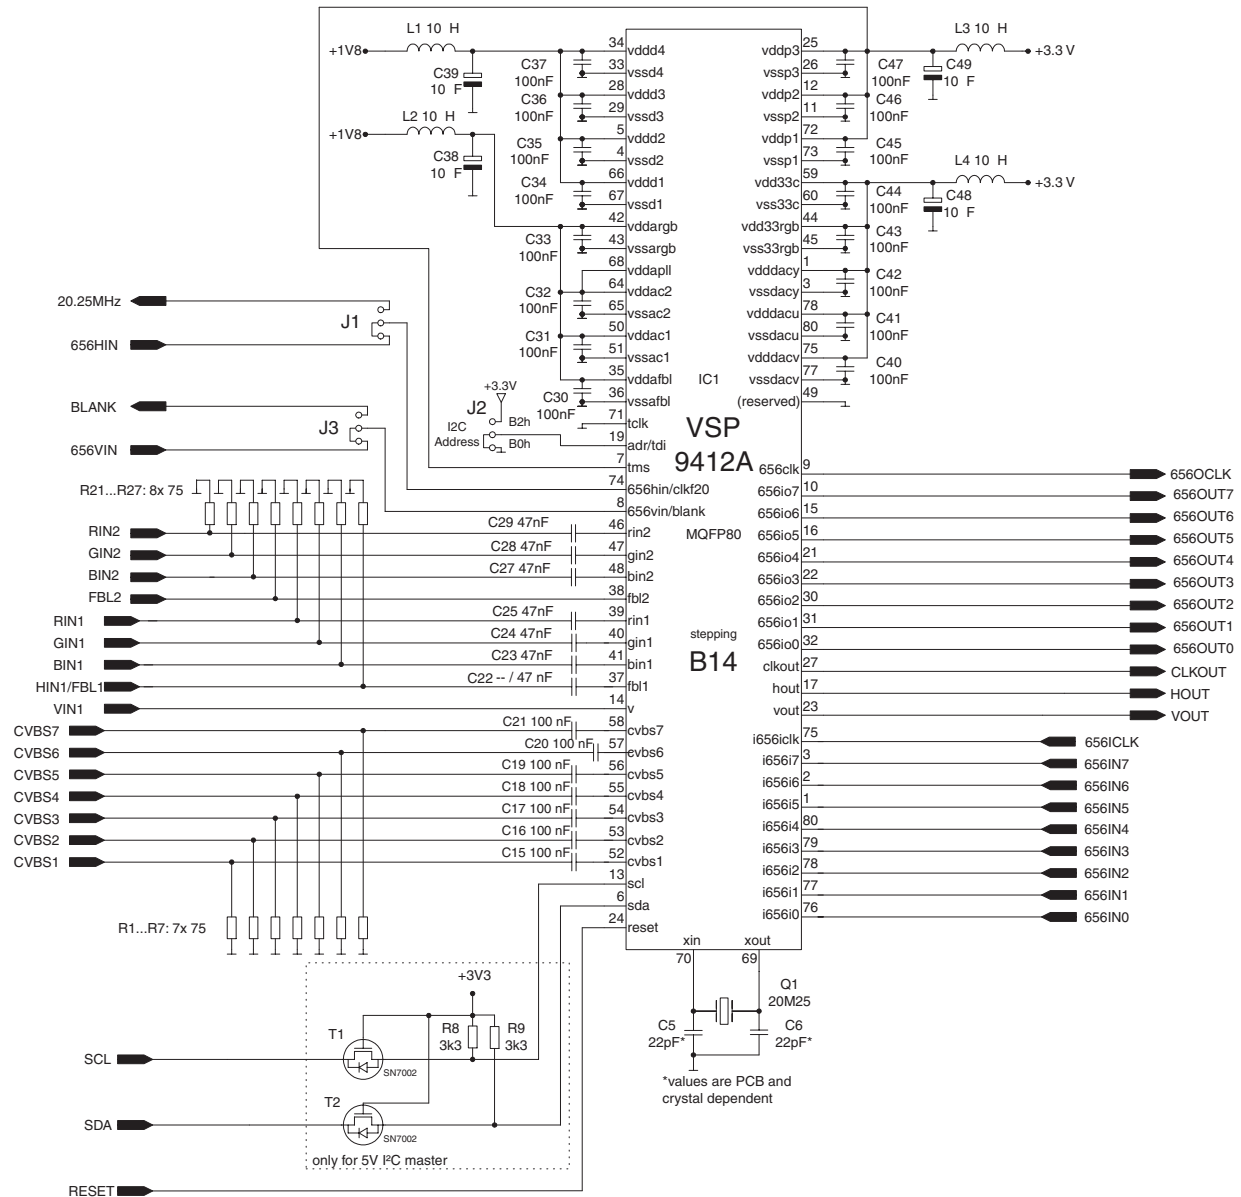 L1 10 H
+1V8
C39
10 F
L2 10 H
+1V8
C38
10 F
C37
100nF
C36
100nF
C35
100nF
C34
100nF
C33
100nF
C32
100nF
C31
100nF
C30
100nF
34 vddd4
33 vssd4
28 vddd3
29 vssd3
5 vddd2
4 vssd2
66 vddd1
67 vssd1
42 vddargb
43 vssargb
68 vddapll
64 vddac2
65 vssac2
50 vddac1
51 vssac1
35 vddafbl
36 vssafbl
71 tclk
19 adr/tdi
7 tms
74 656hin/clkf20
8 656vin/blank
46 rin2
47 gin2
48 bin2
38 fbl2
39 rin1
40 gin1
41 bin1
37 fbl1
14 v
58 cvbs7
57 cvbs6
56 cvbs5
55 cvbs4
54 cvbs3
53 cvbs2
52 cvbs1
13 scl
6 sda
24 reset
IC1
VSP
9412A
MQFP80
stepping
B14
vddp3 25
vssp3 26
vddp2 12
vssp2 11
vddp1 72
vssp1 73
vdd33c 59
vss33c 60
vdd33rgb 44
vss33rgb 45
vdddacy 1
vssdacy 3
vdddacu 78
vssdacu 80
vdddacv 75
vssdacv 77
(reserved) 49
656clk 9
656io7 10
656io6 15
656io5 16
656io4 21
656io3 22
656io2 30
656io1 31
656io0 32
clkout 27
hout 17
vout 23
i656iclk 75
i656i7 3
i656i6 2
i656i5 1
i656i4 80
i656i3 79
i656i2 78
i656i1 77
i656i0 76
xin
70
xout
69
L3 10 H
+3.3 V
C47
100nF
C49
10 F
C46
100nF
C45
100nF
L4 10 H
+3.3 V
C44
100nF
C48
10 F
C43
100nF
C42
100nF
C41
100nF
C40
100nF
20.25MHz
J1
656HIN
BLANK
J3
656VIN
+3.3V
J2
I2C
Address
B2h
B0h
R21...R27: 8x 75
RIN2
GIN2
BIN2
FBL2
RIN1
GIN1
BIN1
HIN1/FBL1
VIN1
CVBS7
CVBS6
CVBS5
CVBS4
CVBS3
CVBS2
CVBS1
C29 47nF
C28 47nF
C27 47nF
C25 47nF
C24 47nF
C23 47nF
C22 -- / 47 nF
C21 100 nF
C20 100 nF
C19 100 nF
C18 100 nF
C17 100 nF
C16 100 nF
C15 100 nF
R1...R7: 7x 75
656OCLK
656OUT7
656OUT6
656OUT5
656OUT4
656OUT3
656OUT2
656OUT1
656OUT0
CLKOUT
HOUT
VOUT
656ICLK
656IN7
656IN6
656IN5
656IN4
656IN3
656IN2
656IN1
656IN0
Q1
20M25
C5
22pF*
C6
22pF*
*values are PCB and
crystal dependent
+3V3
T1
R8
3k3
R9
3k3
SN7002
T2
SN7002
only for 5V I²C master
SCL
SDA
RESET